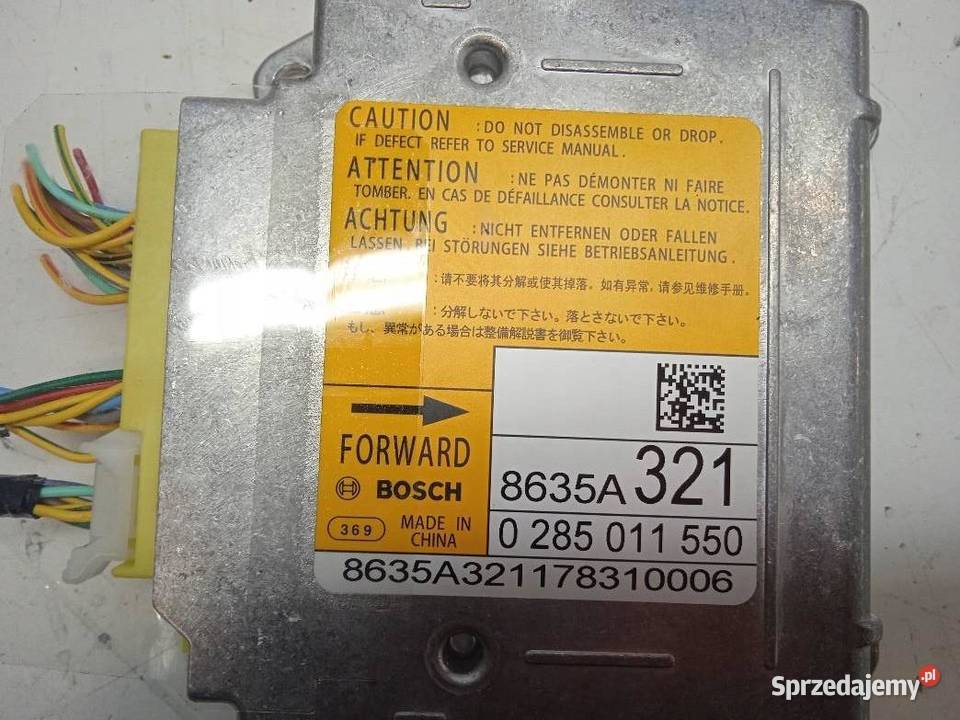 CAUTION :DO NOT DISASSEMBLE OR DROP.
IF DEFECT REFER TO SERVICE MANUAL.
ATTENTION :NE PAS DÉMONTER NI FAIRE
TOMBER. EN CAS DE DÉFAILLANCE CONSULTER LA NOTICE.
ACHTUNG :NICHT ENTFERNEN ODER FALLEN
LASSEN. BEI STÖRUNGEN SIEHE BETRIEBSANLEITUNG.
:请不要将其分解或使其掉落。如有异常，请参见维修手册。
:分解しないで下さい。落とさないで下さい。
もし、異常がある場合は整備解説書を御覧下さい。
FORWARD
BOSCH
369 MADE IN
CHINA
8635A 321
0 285 011 550
8635A321178310006
Sprzedajemy.pl